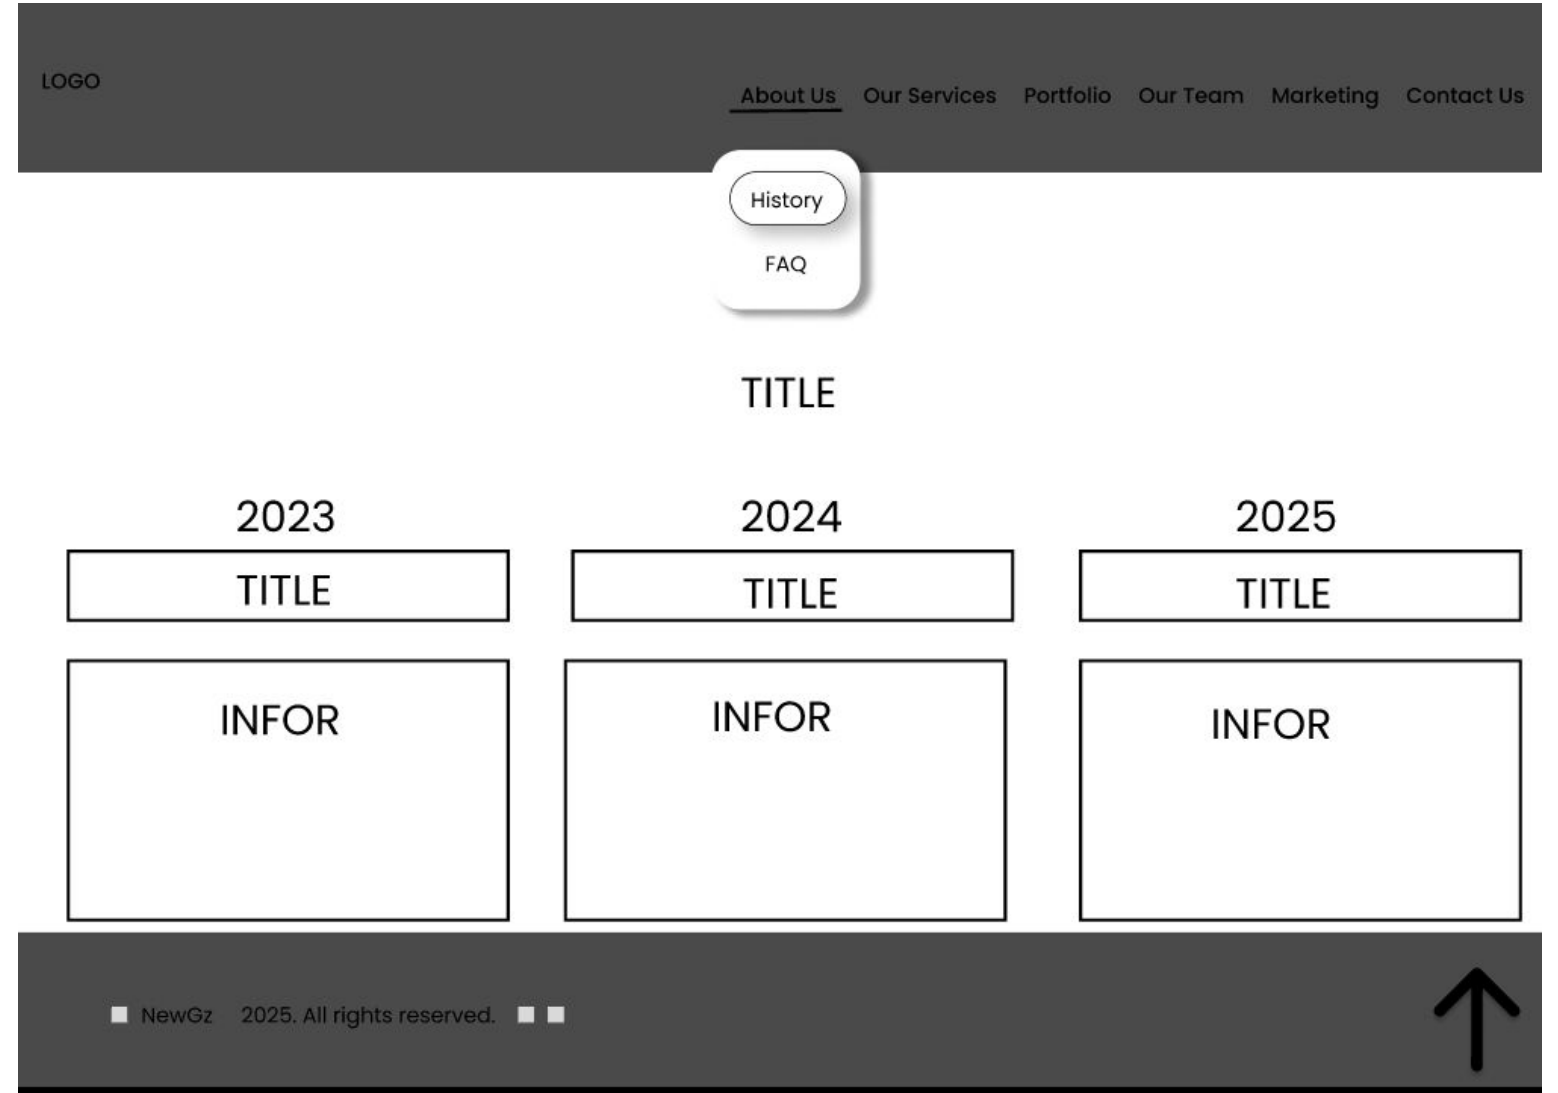 LOGO
About Us Our Services Portfolio Our Team Marketing Contact Us
History
FAQ
TITLE
2023 2024 2025
TITLE TITLE TITLE
INFOR INFOR INFOR
NewGz 2025. All rights reserved.